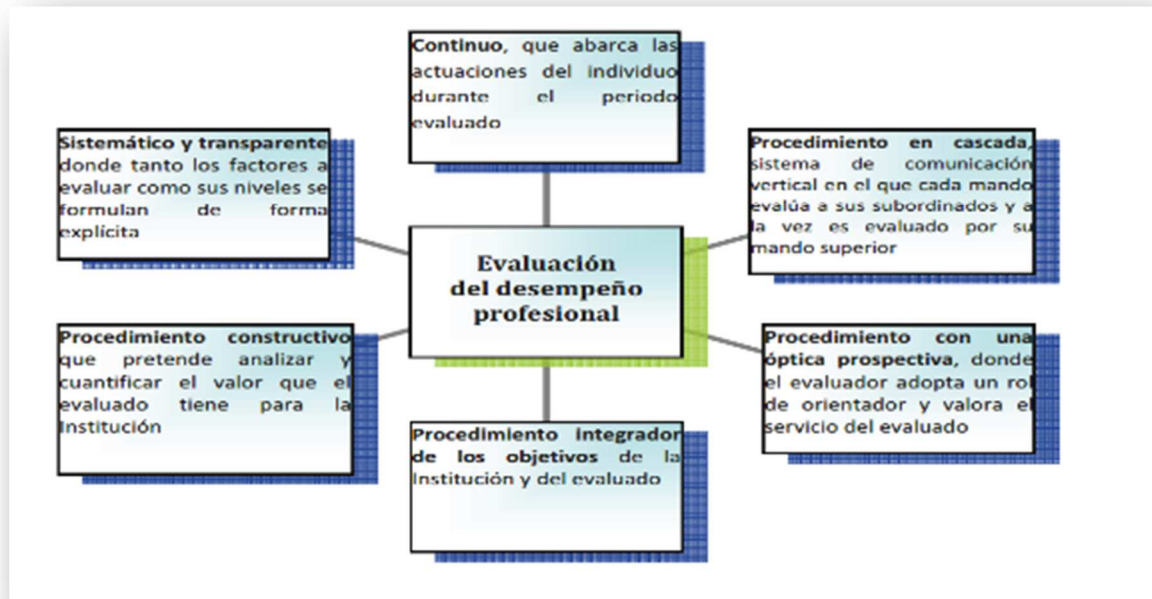 Continuo, que abarca las
actuaciones del individuo
durante el periodo
evaluado
Sistemático y transparente
donde tanto los factores a
evaluar como sus niveles se
formulan de forma
explícita
Procedimiento en cascada,
sistema de comunicación
vertical en el que cada mando
evalúa a sus subordinados y a
la vez es evaluado por su
mando superior
Evaluación
del desempeño
profesional
Procedimiento constructivo
que pretende analizar y
cuantificar el valor que el
evaluado tiene para la
Institución
Procedimiento con una
óptica prospectiva, donde
el evaluador adopta un rol
de orientador y valora el
servicio del evaluado
Procedimiento integrador
de los objetivos de la
Institución y del evaluado